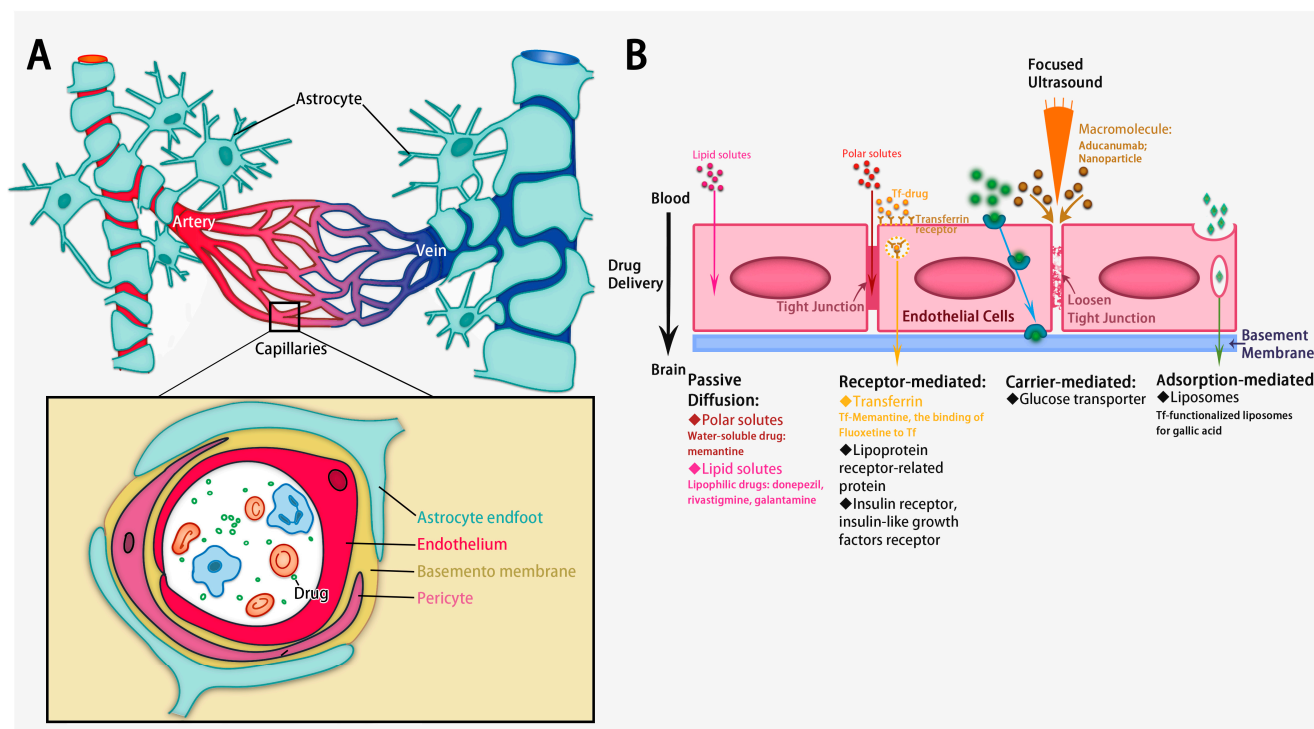 A
Astrocyte
Artery
Vein
Capillaries
Astrocyte endfoot
Endothelium
Basemento membrane
Pericyte
Drug
B
Focused
Ultrasound
Macromolecule:
Aducanumab;
Nanoparticle
Lipid solutes
Polar solutes
Tf-drug
Transferrin
receptor
Blood
Drug
Delivery
Brain
Tight Junction
Endothelial Cells
Loosen
Tight Junction
Basement
Membrane
Passive
Diffusion:
◆Polar solutes
Water-soluble drug:
memantine
◆Lipid solutes
Lipophilic drugs: donepezil,
rivastigmine, galantamine
Receptor-mediated:
◆Transferrin
Tf-Memantine, the binding of
Fluoxetine to Tf
◆Lipoprotein
receptor-related
protein
◆Insulin receptor,
insulin-like growth
factors receptor
Carrier-mediated:
◆Glucose transporter
Adsorption-mediated
◆Liposomes
Tf-functionalized liposomes
for gallic acid